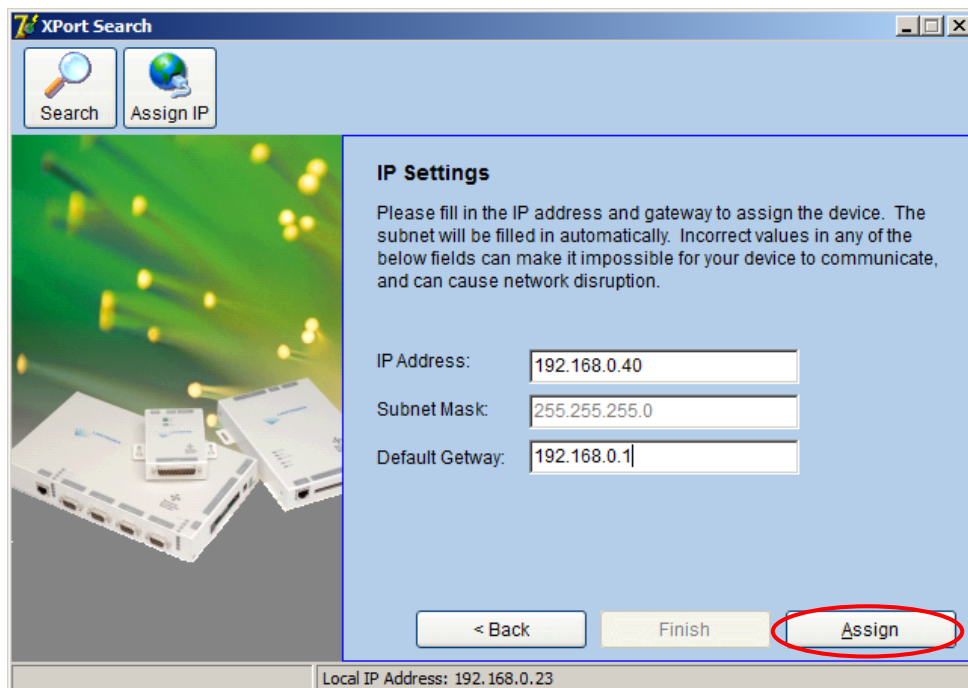 XPort Search
Search
Assign IP
IP Settings
Please fill in the IP address and gateway to assign the device. The
subnet will be filled in automatically. Incorrect values in any of the
below fields can make it impossible for your device to communicate,
and can cause network disruption.
IP Address:
192.168.0.40
Subnet Mask:
255.255.255.0
Default Getway:
192.168.0.1
< Back
Finish
Assign
Local IP Address: 192.168.0.23